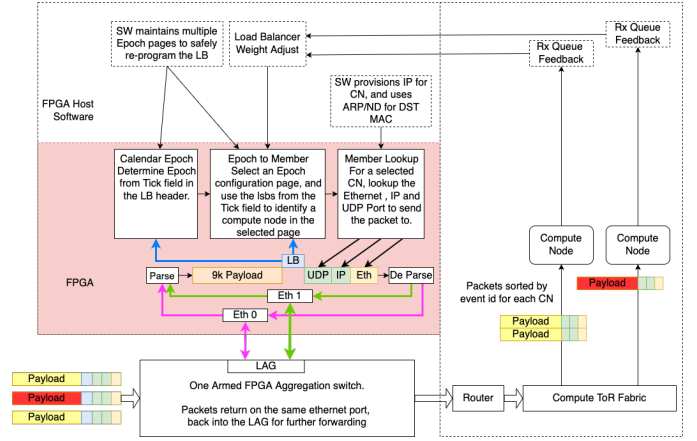 SW maintains multiple
Epoch pages to safely
re-program the LB
Load Balancer
Weight Adjust
Rx Queue
Feedback
Rx Queue
Feedback
SW provisions IP for
CN, and uses
ARP/ND for DST
MAC
FPGA Host
Software
Calendar Epoch
Determine Epoch
from Tick field in
the LB header.
Epoch to Member
Select an Epoch
configuration page, and
use the lsbs from the
Tick field to identify a
compute node in the
selected page
Member Lookup
For a selected
CN, lookup the
Ethernet , IP and
UDP Port to send
the packet to.
Compute
Node
Compute
Node
FPGA
LB
Parse
9k Payload
UDP
IP
Eth
De Parse
Eth 1
Eth 0
Packets sorted by
event id for each CN
Payload
Payload
Payload
LAG
One Armed FPGA Aggregation switch.
Packets return on the same ethernet port,
back into the LAG for further forwarding
Payload
Payload
Payload
Router
Compute ToR Fabric